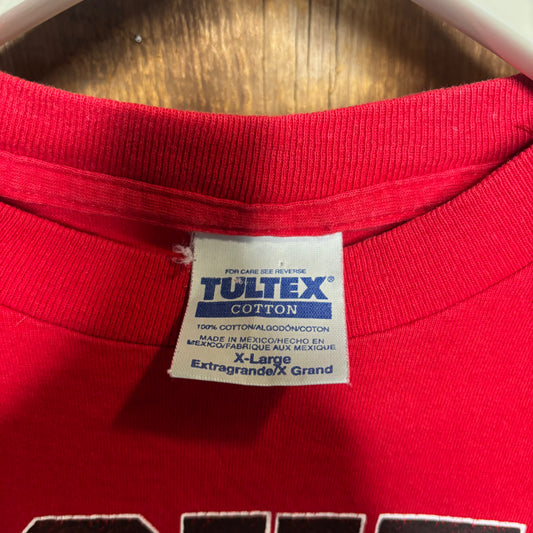 FOR CARE SEE REVERSE
TULTEX®
COTTON
100% COTTON/ALGODÓN/COTON
MADE IN MEXICO/HECHO EN
MEXICO/FABRIQUE AUX MEXIQUE
X-Large
Extragrande/X Grand